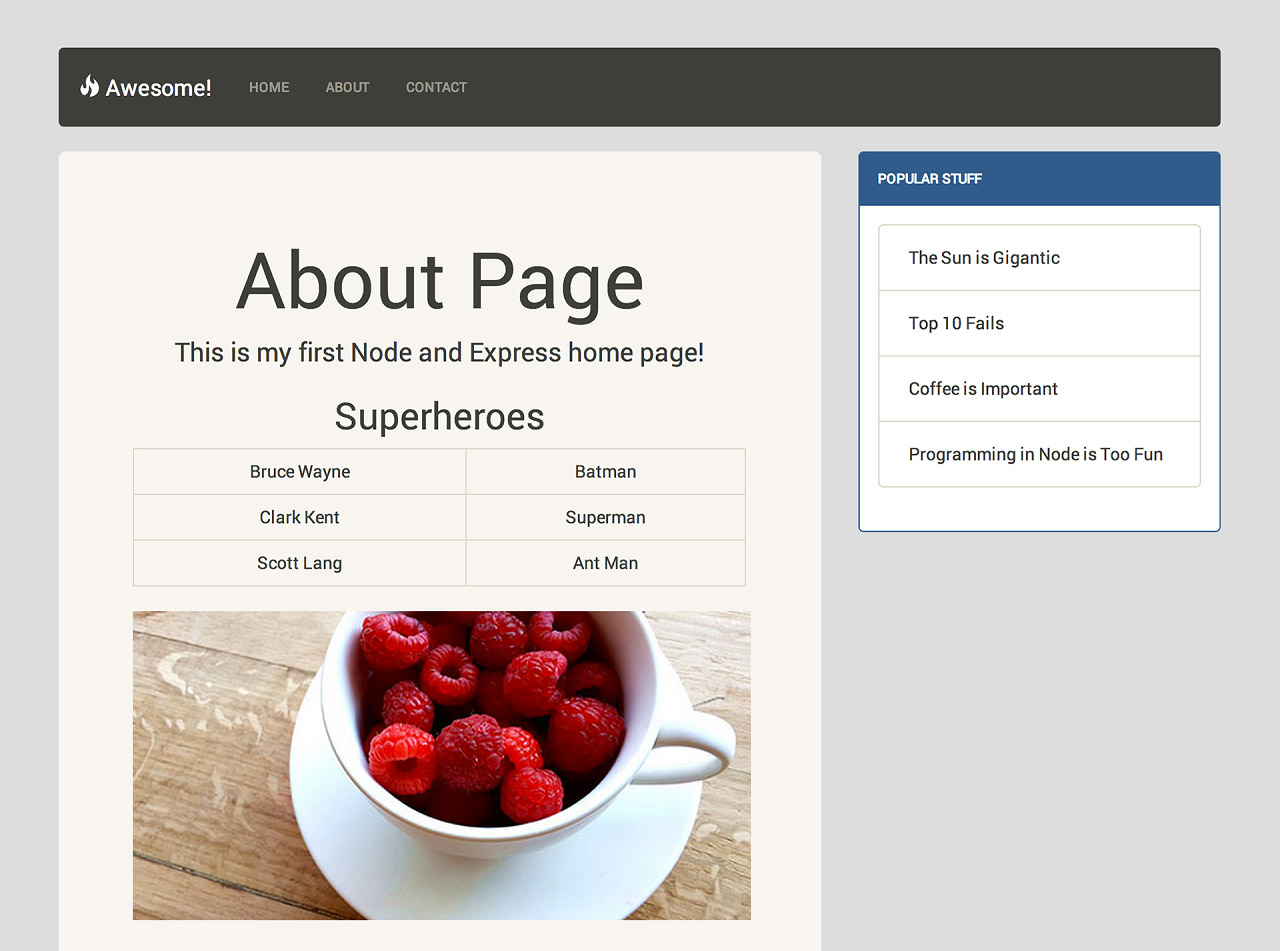 Awesome! HOME ABOUT CONTACT
About Page
This is my first Node and Express home page!
Superheroes
Bruce Wayne Batman
Clark Kent Superman
Scott Lang Ant Man
POPULAR STUFF
The Sun is Gigantic
Top 10 Fails
Coffee is Important
Programming in Node is Too Fun